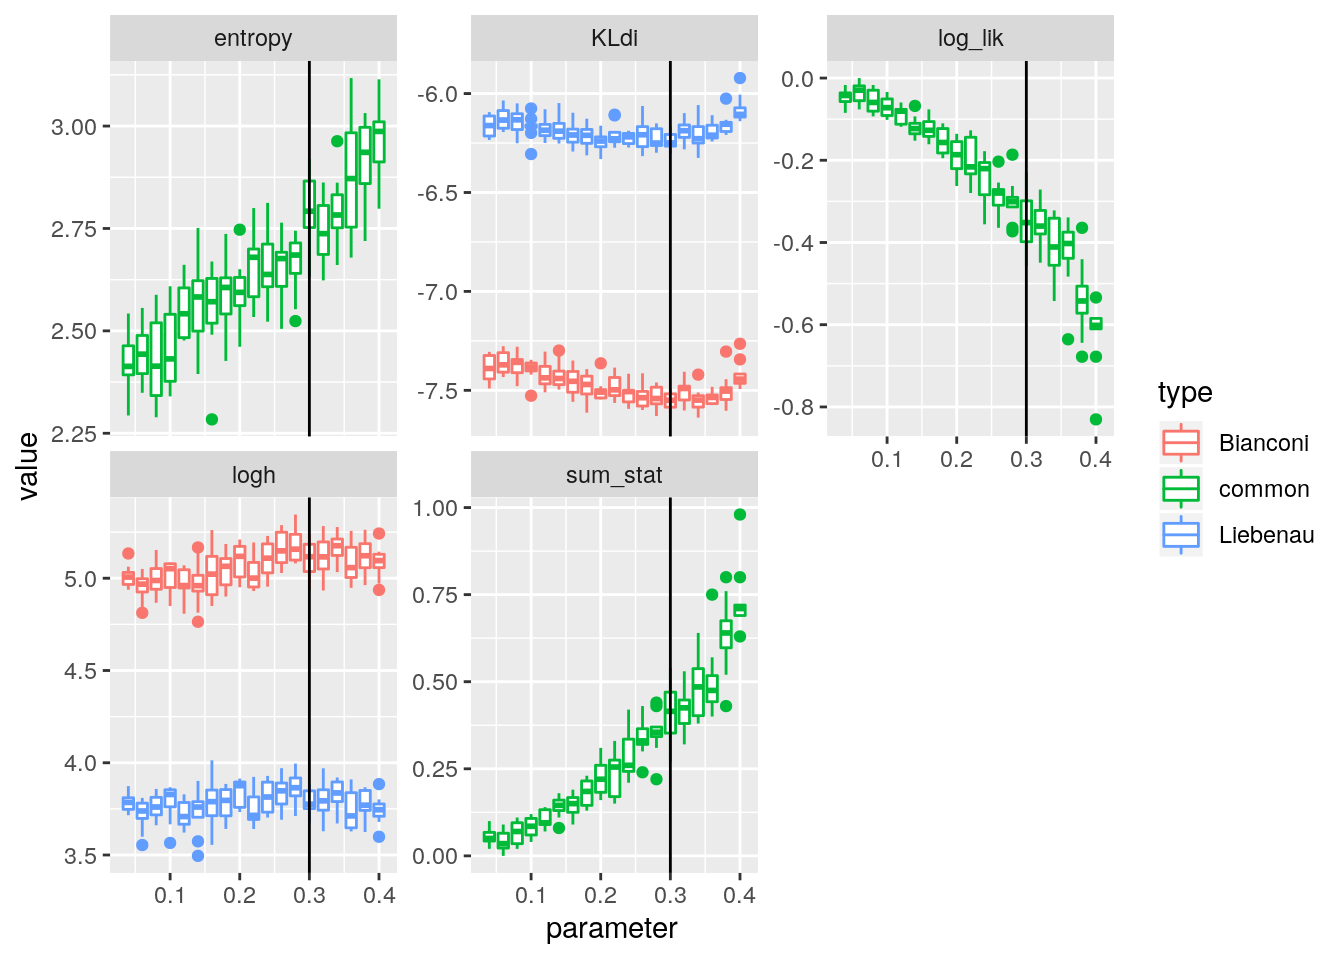 entropy
KLdi
log_lik
3.00
2.75
2.50
2.25
-6.0
-6.5
-7.0
-7.5
0.0
-0.2
-0.4
-0.6
-0.8
0.1 0.2 0.3 0.4
value
logh
sum_stat
5.0
4.5
4.0
3.5
1.00
0.75
0.50
0.25
0.00
0.1 0.2 0.3 0.4
0.1 0.2 0.3 0.4
parameter
type
Bianconi
common
Liebenau